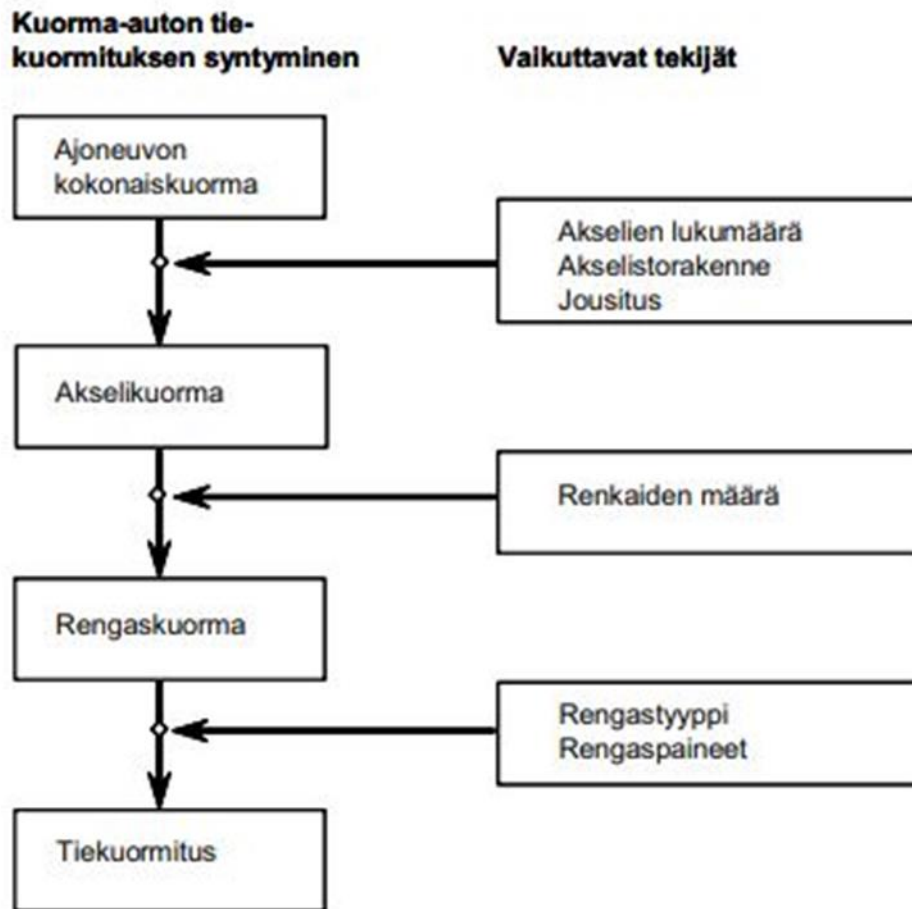 Kuorma-auton tie-
kuormituksen syntyminen
Vaikuttavat tekijät
Ajoneuvon
kokonaiskuorma
Akselien lukumäärä
Akselistorakenne
Jousitus
Akselikuorma
Renkaiden määrä
Rengaskuorma
Rengastyyppi
Rengaspaineet
Tiekuormitus